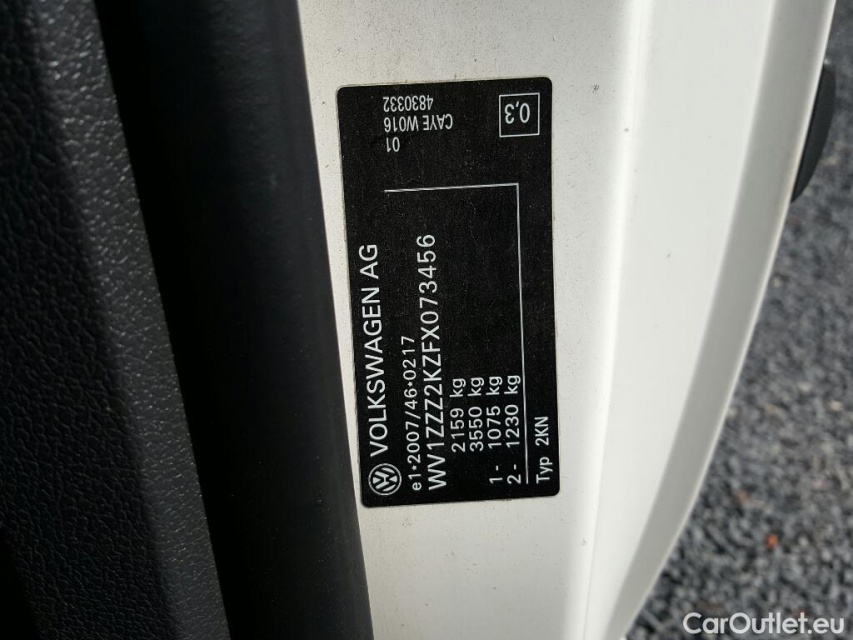 VOLKSWAGEN AG
e1*2007/46*0217
WV1ZZZ2KZFX073456
2159 kg
3550 kg
1- 1075 kg
2- 1230 kg
Typ 2KN
01
CAYE W016
4830332
0,3
CarOutlet.eu